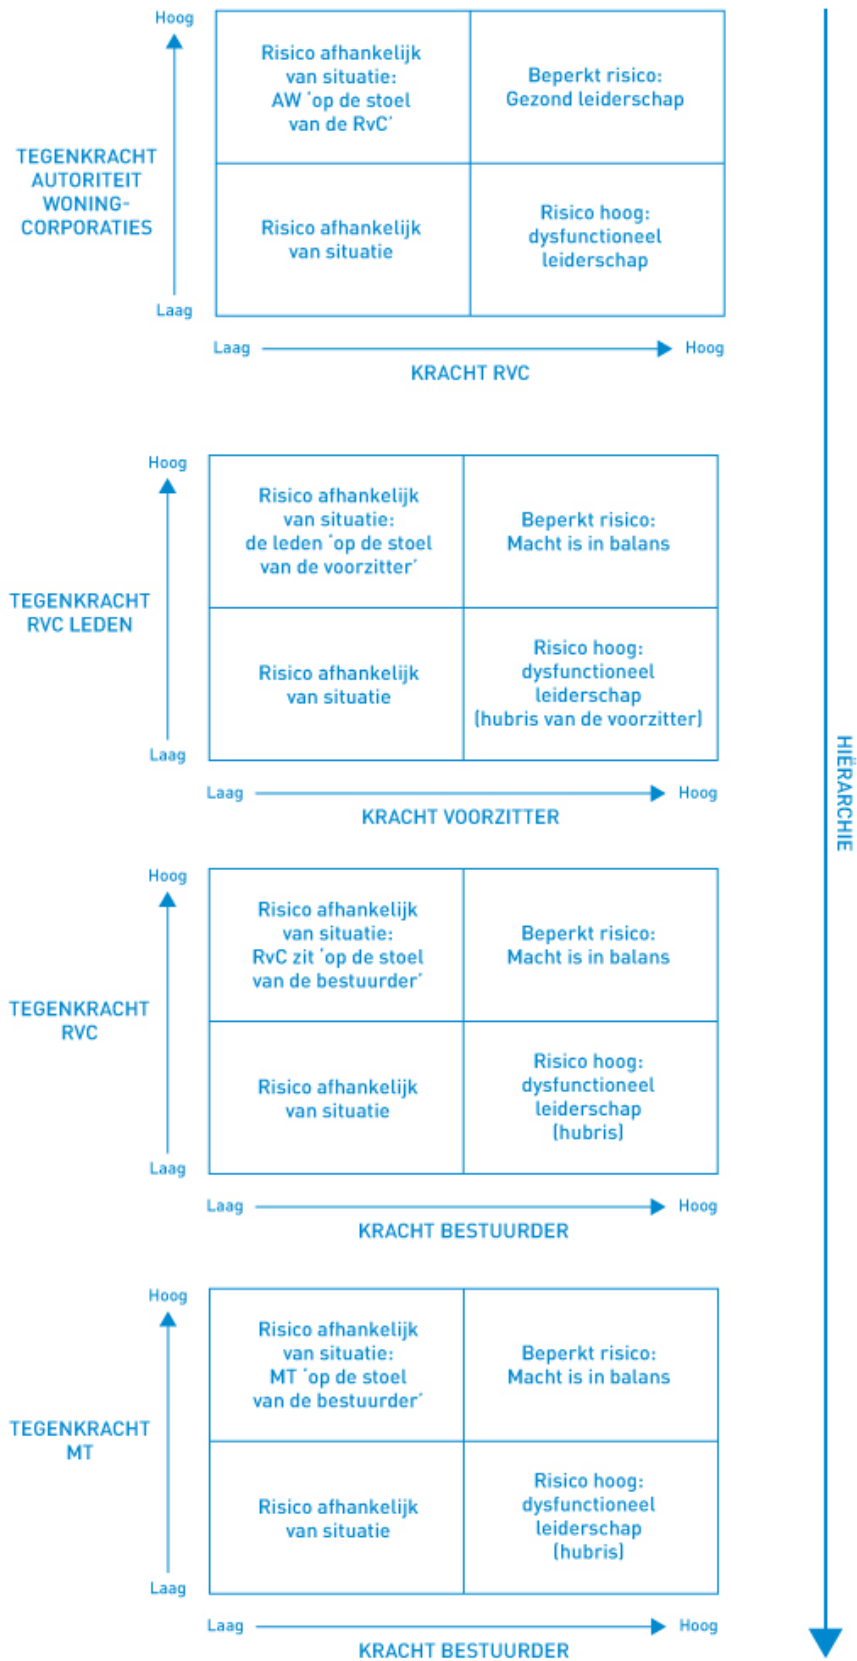 Hoog
Risico afhankelijk
van situatie:
AW ‘op de stoel
van de RvC’
Beperkt risico:
Gezond leiderschap
TEGENKRACHT
AUTORITEIT
WONING-
CORPORATIES
Risico afhankelijk
van situatie
Risico hoog:
dysfunctioneel
leiderschap
Laag
Laag
Hoog
KRACHT RVC
Hoog
Risico afhankelijk
van situatie:
de leden ‘op de stoel
van de voorzitter’
Beperkt risico:
Macht is in balans
TEGENKRACHT
RVC LEDEN
Risico afhankelijk
van situatie
Risico hoog:
dysfunctioneel
leiderschap
(hubris van de voorzitter)
Laag
Laag
Hoog
KRACHT VOORZITTER
HIËRARCHIE
Hoog
Risico afhankelijk
van situatie:
RvC zit ‘op de stoel
van de bestuurder’
Beperkt risico:
Macht is in balans
TEGENKRACHT
RVC
Risico afhankelijk
van situatie
Risico hoog:
dysfunctioneel
leiderschap
(hubris)
Laag
Laag
Hoog
KRACHT BESTUURDER
Hoog
Risico afhankelijk
van situatie:
MT ‘op de stoel
van de bestuurder’
Beperkt risico:
Macht is in balans
TEGENKRACHT
MT
Risico afhankelijk
van situatie
Risico hoog:
dysfunctioneel
leiderschap
(hubris)
Laag
Laag
Hoog
KRACHT BESTUURDER